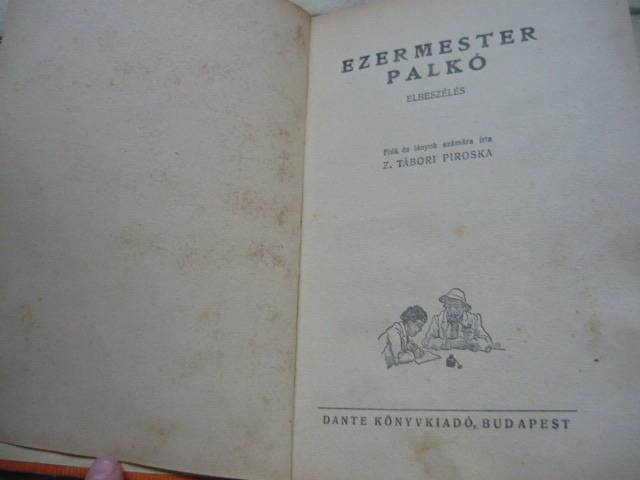 EZERMESTER
PALKÓ
ELBESZÉLÉS
Fiúk és lányok számára írta
Z. TÁBORI PIROSKA
DANTE KÖNYVKIADÓ, BUDAPEST